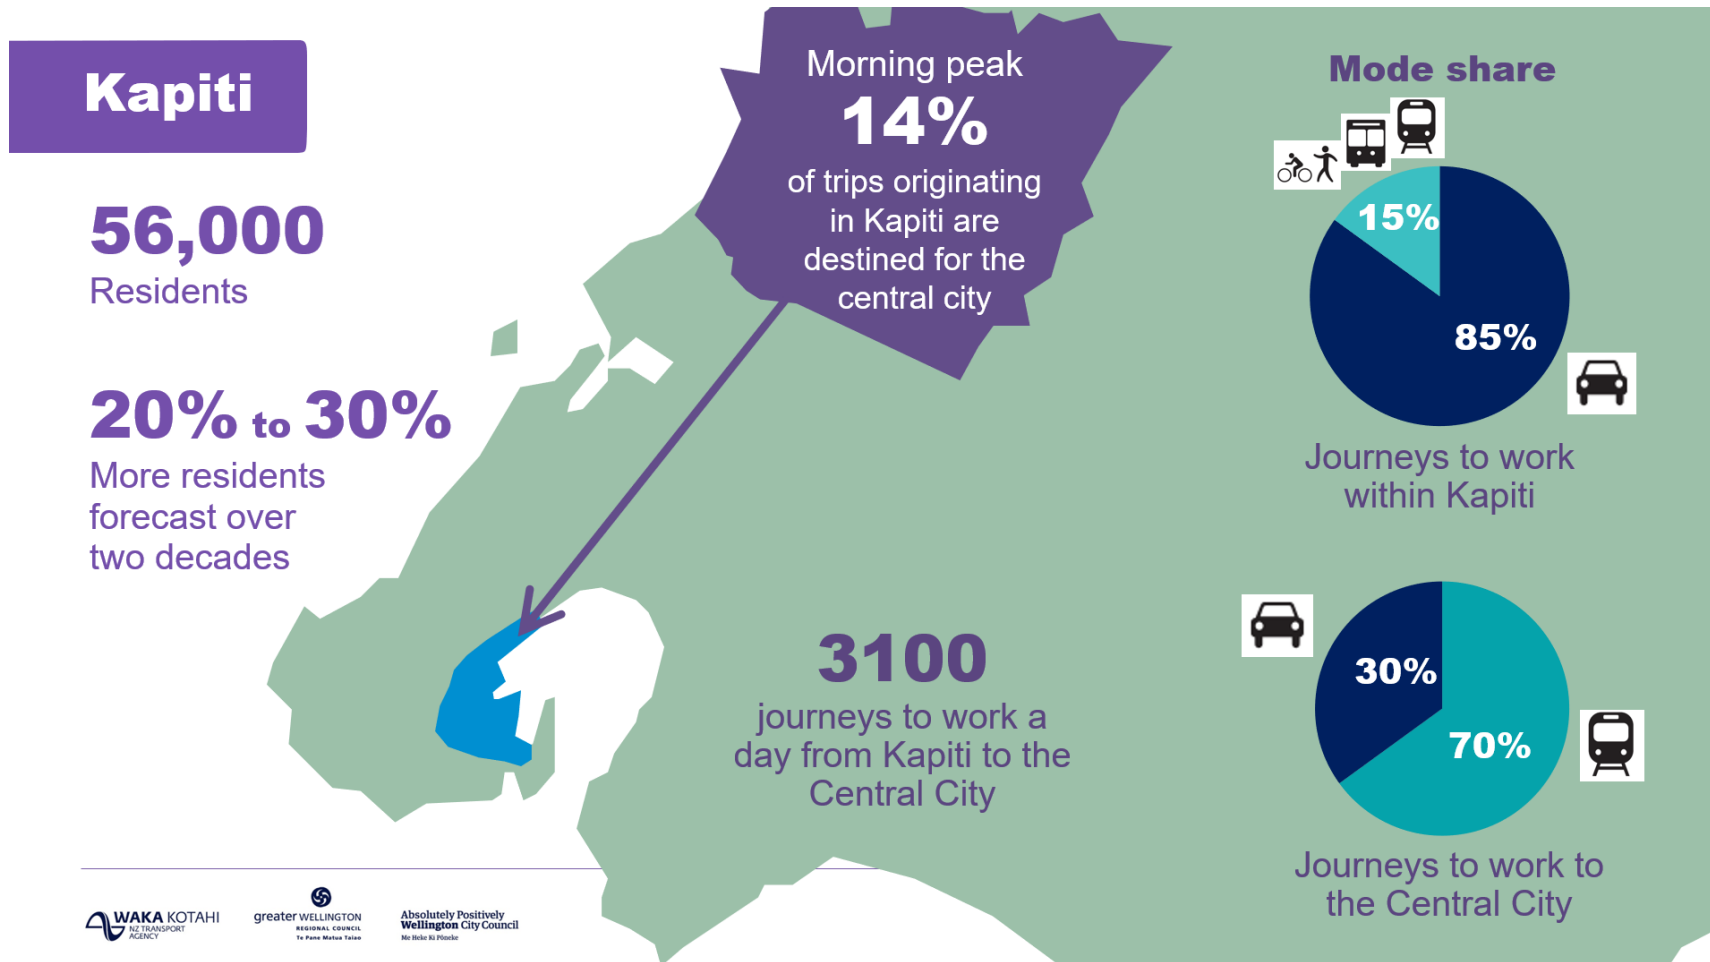 Kapiti
56,000
Residents
20% to 30%
More residents
forecast over
two decades
Morning peak
14%
of trips originating
in Kapiti are
destined for the
central city
3100
journeys to work a
day from Kapiti to the
Central City
Mode share
15%
85%
Journeys to work
within Kapiti
30%
70%
Journeys to work to
the Central City
WAKA KOTAHI
NZ TRANSPORT
AGENCY
greater WELLINGTON
REGIONAL COUNCIL
Te Pane Matua Taiao
Absolutely Positively
Wellington City Council
Me Heke Ki Pōneke